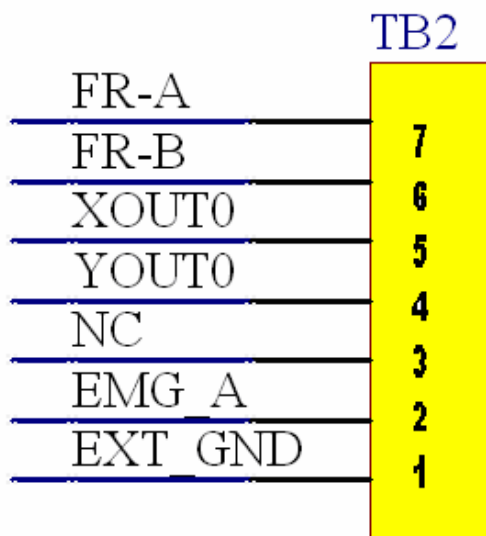 TB2
FR-A
7
FR-B
6
XOUT0
5
YOUT0
4
NC
3
EMG_A
2
EXT_GND
1